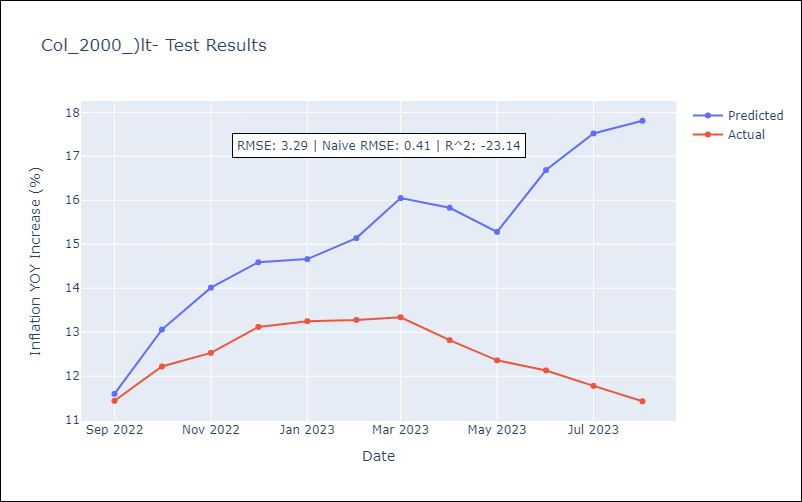 Col_2000_)lt- Test Results
Predicted
Actual
RMSE: 3.29 | Naive RMSE: 0.41 | R^2: -23.14
Inflation YOY Increase (%)
18
17
16
15
14
13
12
11
Sep 2022 Nov 2022 Jan 2023 Mar 2023 May 2023 Jul 2023
Date